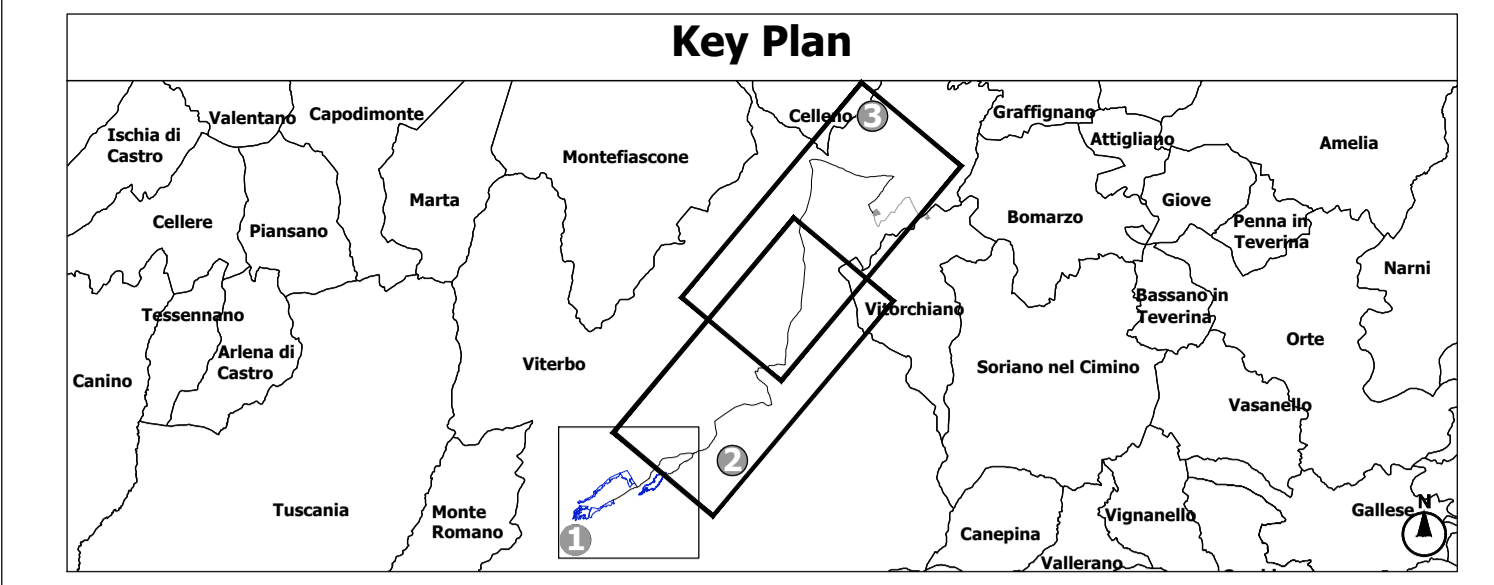 Key Plan
Ischia di
Castro
Valentano
Capodimonte
Montefiascone
Celleno
3
Graffignano
Attigliano
Amelia
Cellere
Piansano
Marta
Bomarzo
Giove
Penna in
Teverina
Narni
Tessennano
Arlena di
Castro
Canino
Viterbo
Vitorchiano
Bassano in
Teverina
Orte
Soriano nel Cimino
Vasanello
2
Tuscania
Monte
Romano
1
Canepina
Vignanello
Vallerano
Gallese
N